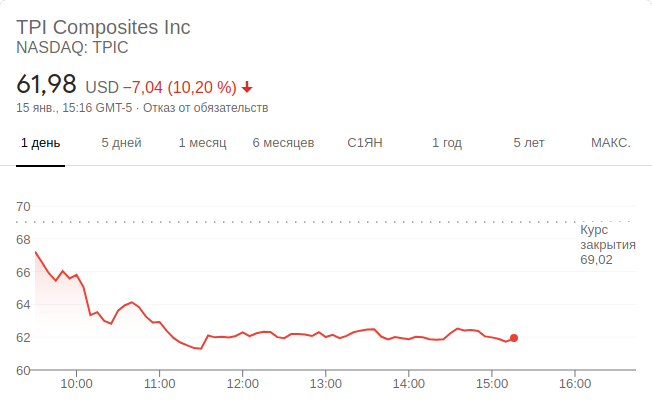 TPI Composites Inc
NASDAQ: TPIC
61,98 USD −7,04 (10,20 %)
15 янв., 15:16 GMT-5 · Отказ от обязательств
1 день 5 дней 1 месяц 6 месяцев С1ЯН 1 год 5 лет МАКС.
70
Курс
68
закрытия
69,02
66
64
62
60
10:00 11:00 12:00 13:00 14:00 15:00 16:00